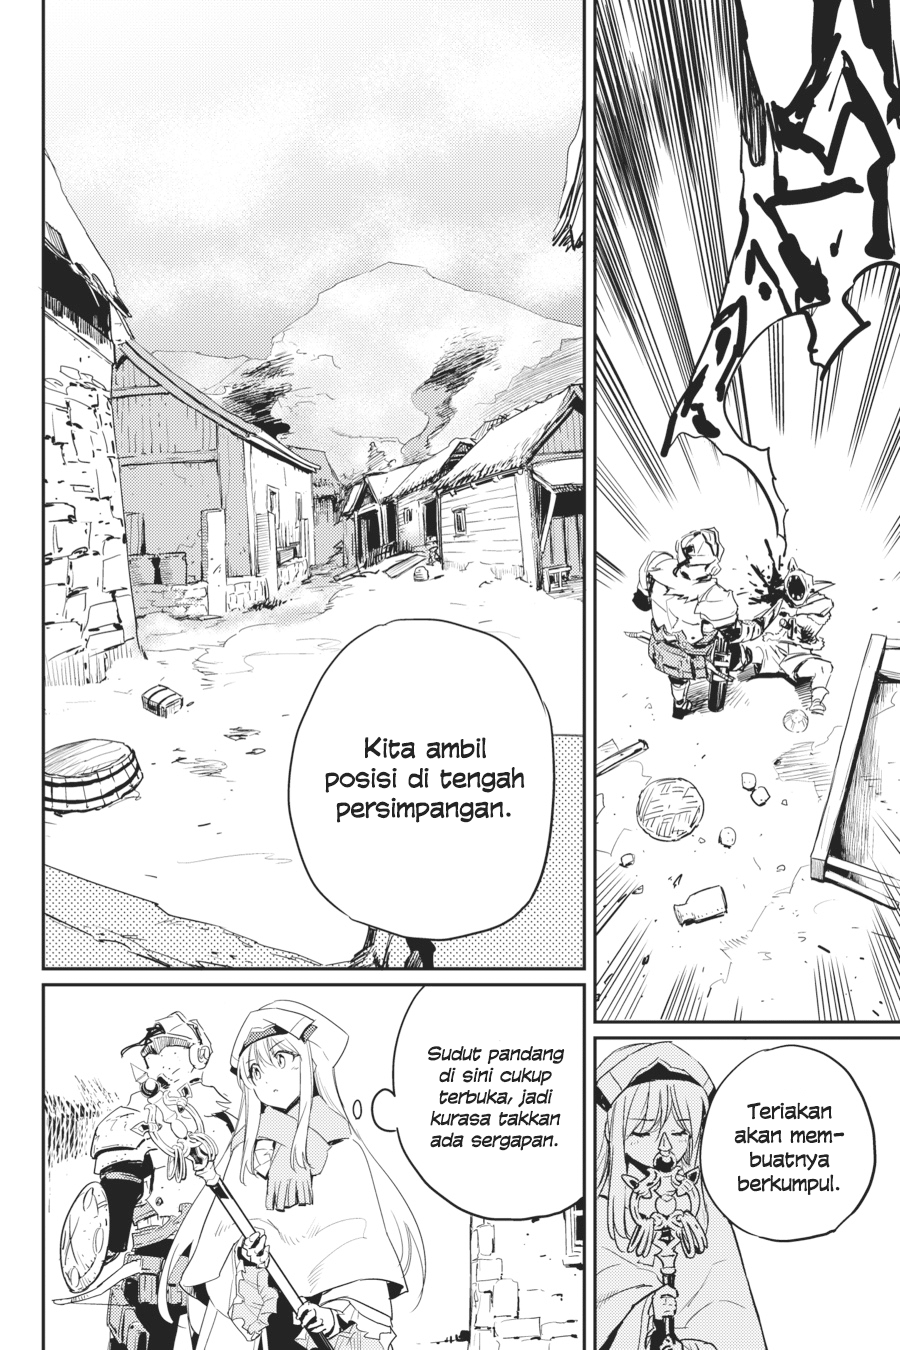 Teriakan
akan mem-
buatnya
berkumpul.
Kita ambil
posisi di tengah
persimpangan.
Sudut pandang
di sini cukup
terbuka, jadi
kurasa takkan
ada sergapan.